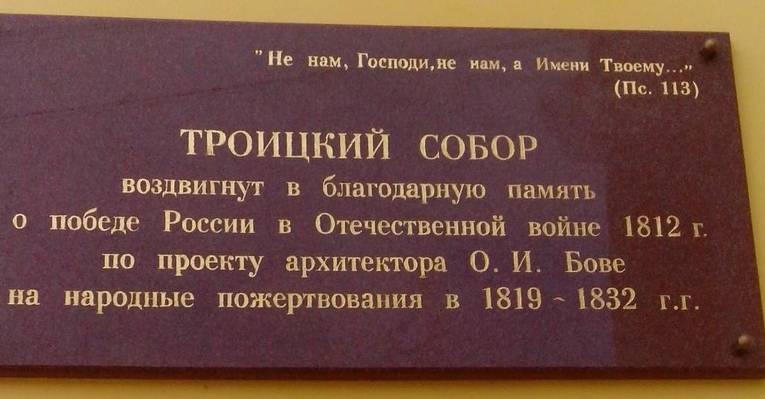 "Не нам, Господи,не нам, а Имени Твоему..."
(Пс. 113)
ТРОИЦКИЙ СОБОР
воздвигнут в благодарную память
о победе России в Отечественной войне 1812 г.
по проекту архитектора О. И. Бове
на народные пожертвования в 1819 - 1832 г.г.